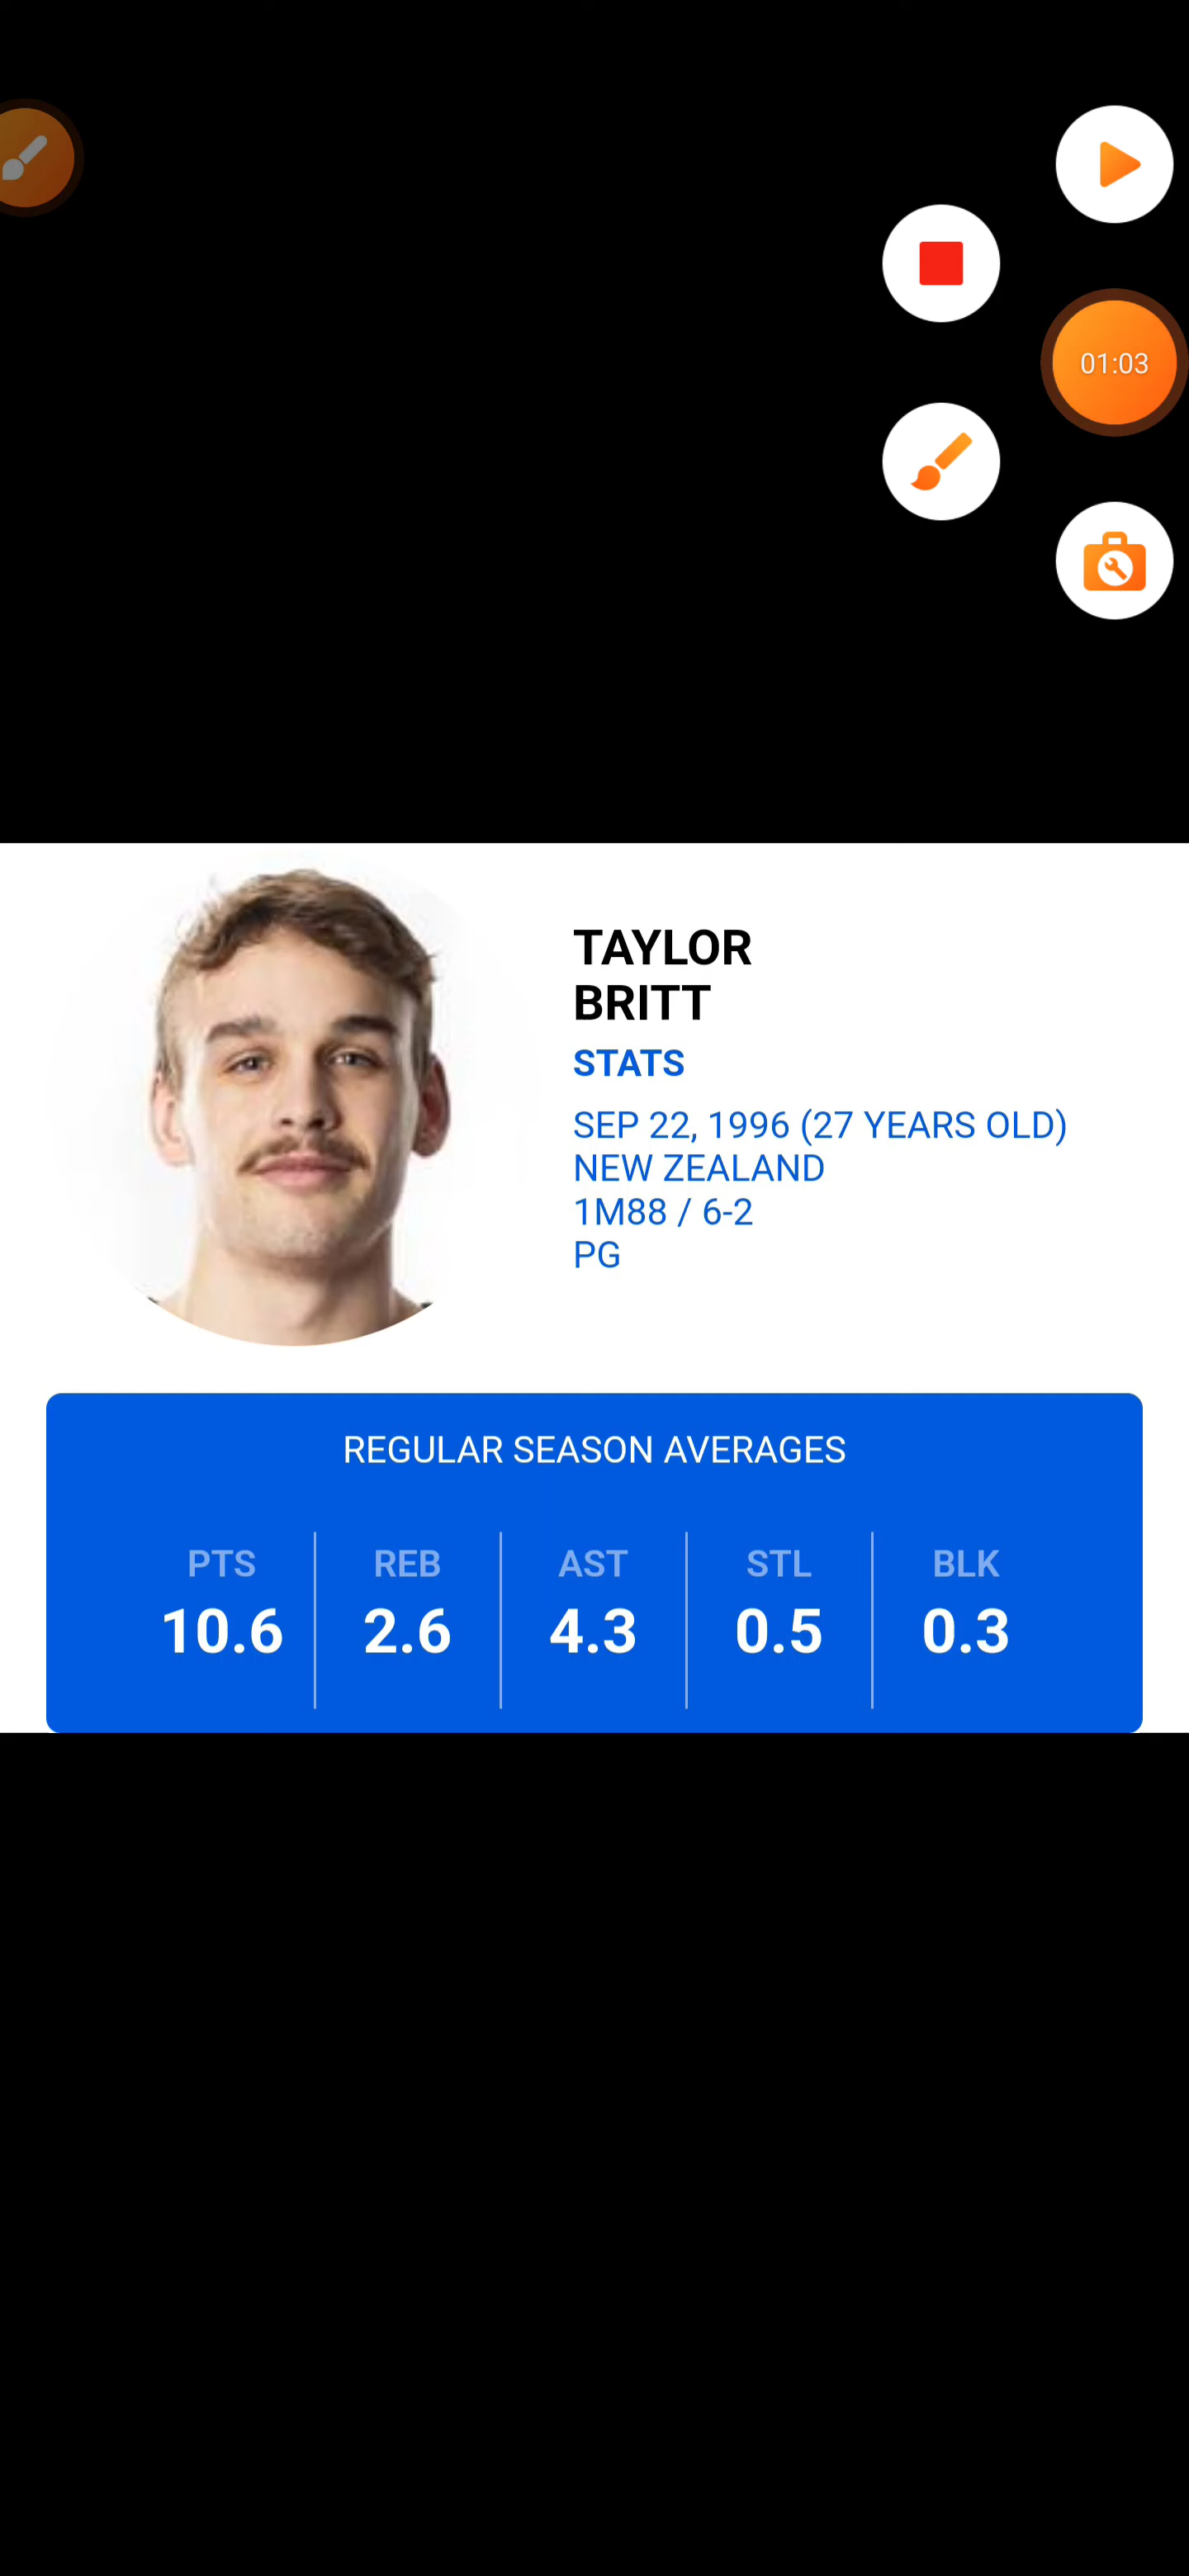 01:03
TAYLOR
BRITT
STATS
SEP 22, 1996 (27 YEARS OLD)
NEW ZEALAND
1M88 / 6-2
PG
REGULAR SEASON AVERAGES
PTS REB AST STL BLK
10.6 2.6 4.3 0.5 0.3